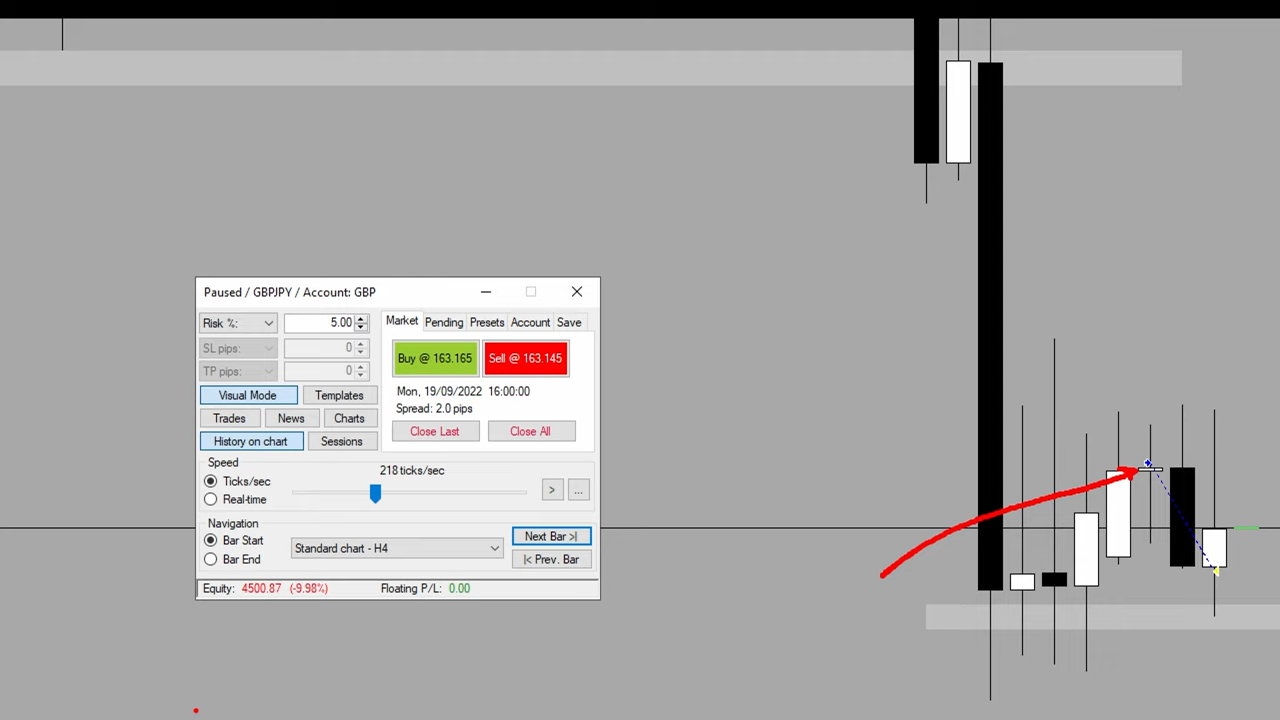 Paused / GBPJPY / Account: GBP
Risk %: 5.00
SL pips: 0
TP pips: 0
Visual Mode Templates
Trades News Charts
History on chart Sessions
Market Pending Presets Account Save
Buy @ 163.165 Sell @ 163.145
Mon, 19/09/2022 16:00:00
Spread: 2.0 pips
Close Last Close All
Speed
218 ticks/sec
Ticks/sec
Real-time
> ...
Navigation
Bar Start
Bar End
Standard chart - H4
Next Bar >|
|< Prev. Bar
Equity: 4500.87 (-9.98%) Floating P/L: 0.00